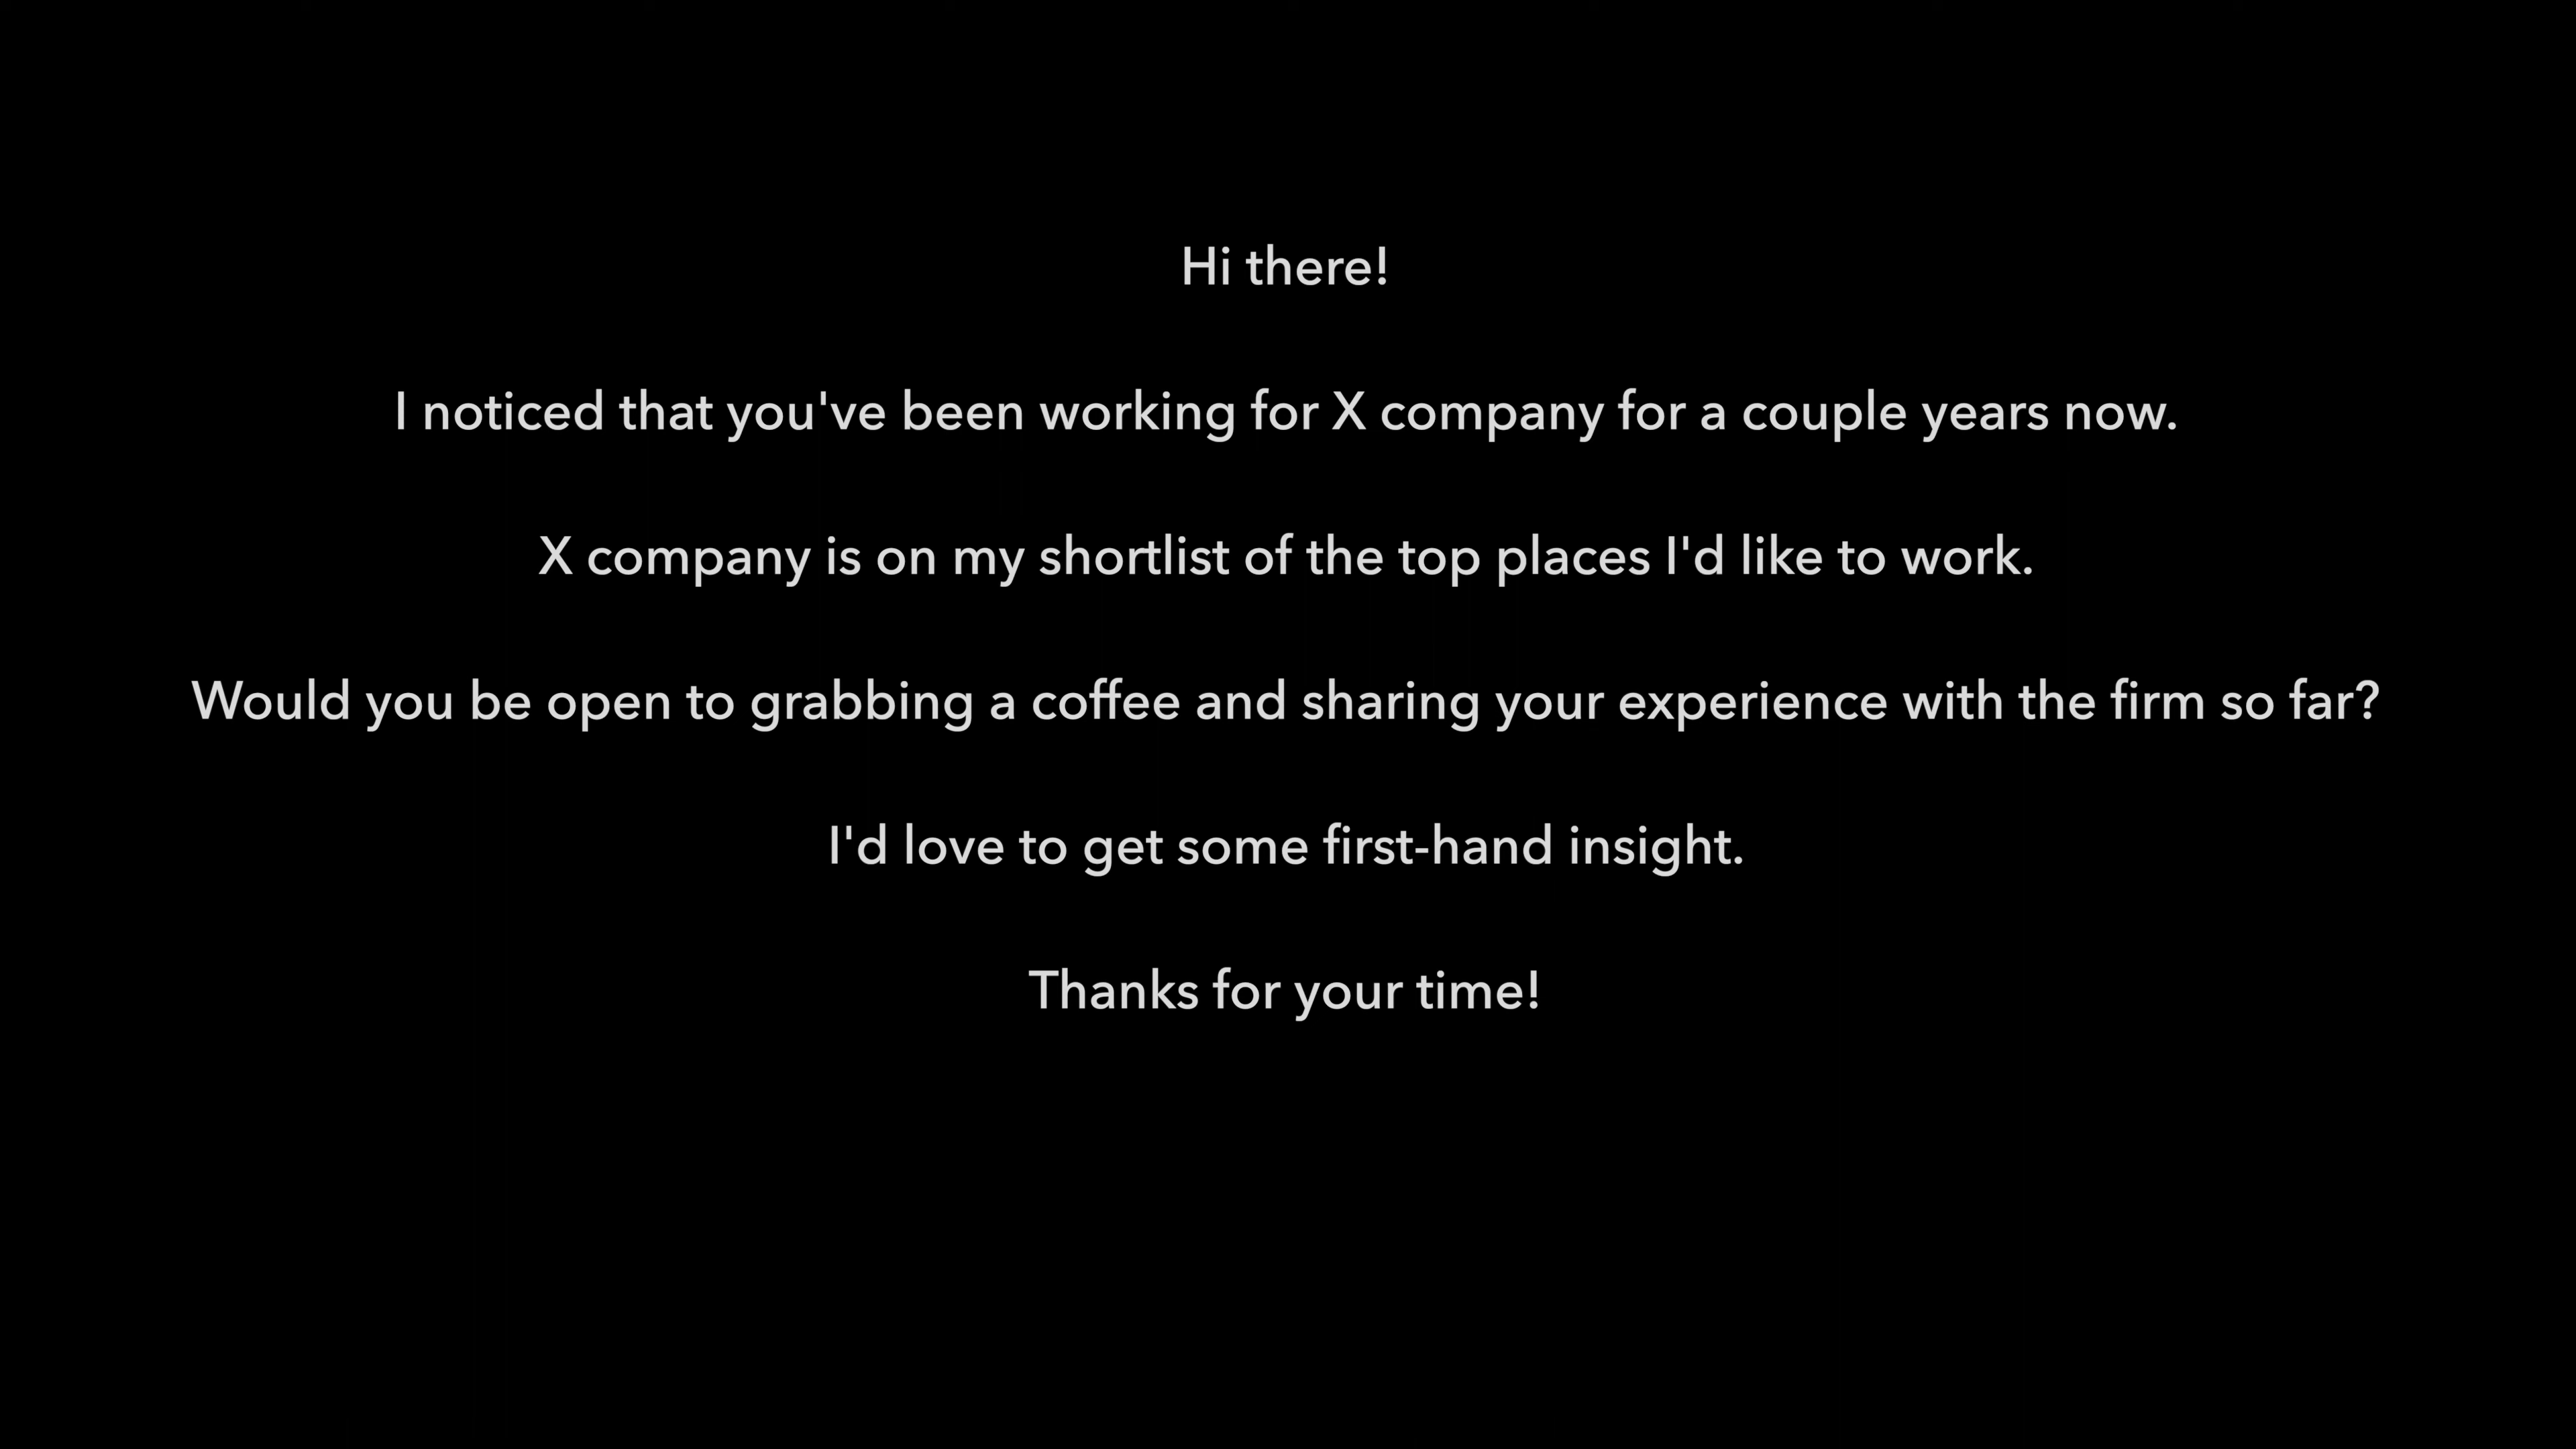 Hi there!
I noticed that you've been working for X company for a couple years now.
X company is on my shortlist of the top places I'd like to work.
Would you be open to grabbing a coffee and sharing your experience with the firm so far?
I'd love to get some first-hand insight.
Thanks for your time!